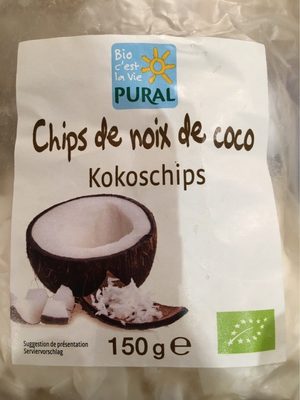 Bio
c'est
la Vie
PURAL
Chips de noix de coco
Kokoschips
Suggestion de présentation
Serviervorschlag
150 g ℮